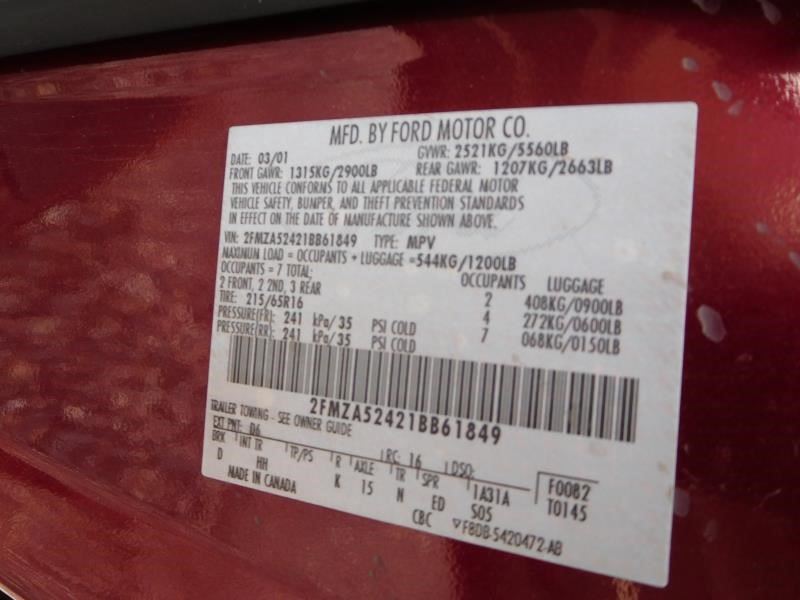 MFD. BY FORD MOTOR CO.
DATE: 03/01 GVWR: 2521KG/5560LB
FRONT GAWR: 1315KG/2900LB REAR GAWR: 1207KG/2663LB
THIS VEHICLE CONFORMS TO ALL APPLICABLE FEDERAL MOTOR
VEHICLE SAFETY, BUMPER, AND THEFT PREVENTION STANDARDS
IN EFFECT ON THE DATE OF MANUFACTURE SHOWN ABOVE.
VIN: 2FMZA52421BB61849 TYPE: MPV
MAXIMUM LOAD = OCCUPANTS + LUGGAGE =544KG/1200LB
OCCUPANTS = 7 TOTAL; OCCUPANTS LUGGAGE
2 FRONT, 2 2ND, 3 REAR 2 408KG/0900LB
TIRE: 215/65R16 4 272KG/0600LB
PRESSURE(FR): 241 kPa/35 PSI COLD 7 068KG/0150LB
PRESSURE(RR): 241 kPa/35 PSI COLD
2FMZA52421BB61849
TRAILER TOWING - SEE OWNER GUIDE
EXT PNT: D6 RC: 16 DSO: F0082
BRK INT TR TP/PS R AXLE TR SPR 1A31A T0145
D HH K 15 N ED S05
MADE IN CANADA CBC ▽F8DB-5420472-AB